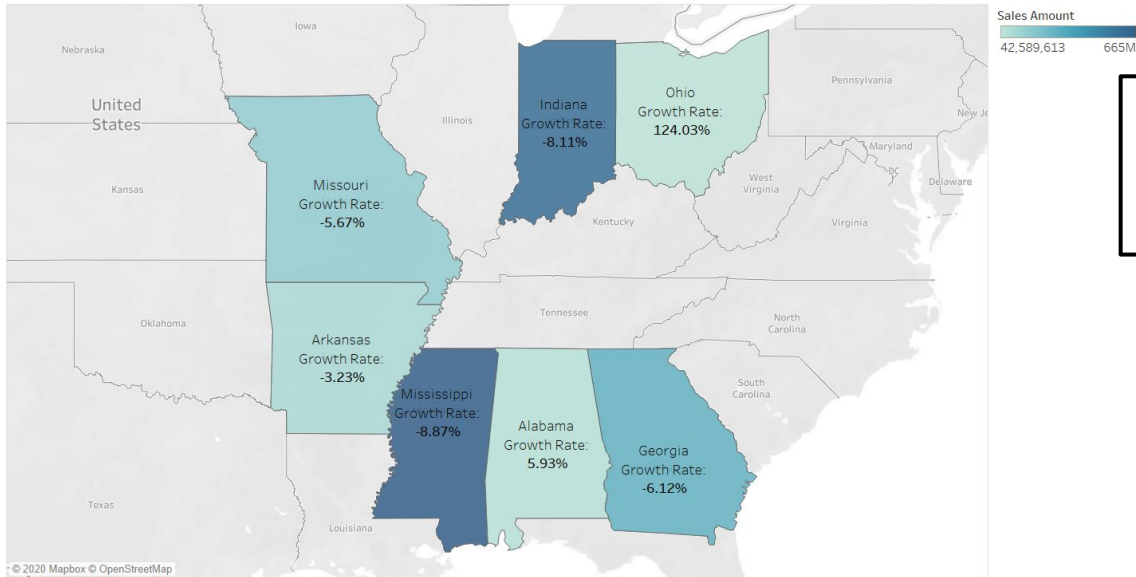 Sales Amount
42,589,613 665M
Iowa
Nebraska
United
States
Illinois
Indiana
Growth Rate:
-8.11%
Ohio
Growth Rate:
124.03%
Pennsylvania
New Je
Maryland
DC
Delaware
West
Virginia
Virginia
Kansas
Missouri
Growth Rate:
-5.67%
Kentucky
Oklahoma
Arkansas
Growth Rate:
-3.23%
Tennessee
North
Carolina
South
Carolina
Mississippi
Growth Rate:
-8.87%
Alabama
Growth Rate:
5.93%
Georgia
Growth Rate:
-6.12%
Texas
Louisiana
© 2020 Mapbox © OpenStreetMap